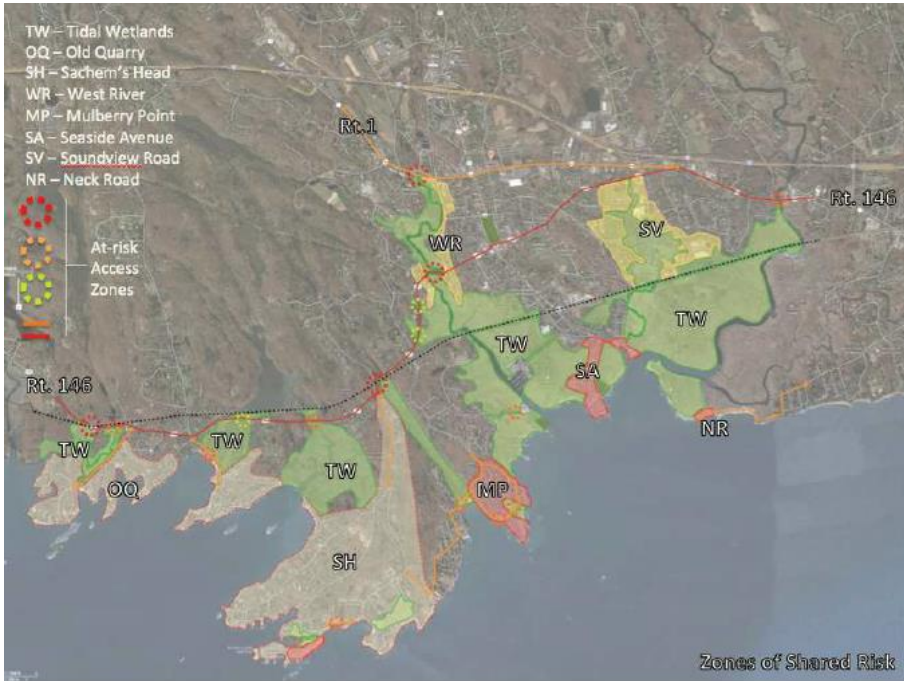 TW – Tidal Wetlands
OQ – Old Quarry
SH – Sachem's Head
WR – West River
MP – Mulberry Point
SA – Seaside Avenue
SV – Soundview Road
NR – Neck Road
At-risk
Access
Zones
Rt.1
Rt. 146
WR
SV
TW
TW
SA
Rt. 146
TW
TW
TW
NR
OQ
MP
SH
Zones of Shared Risk